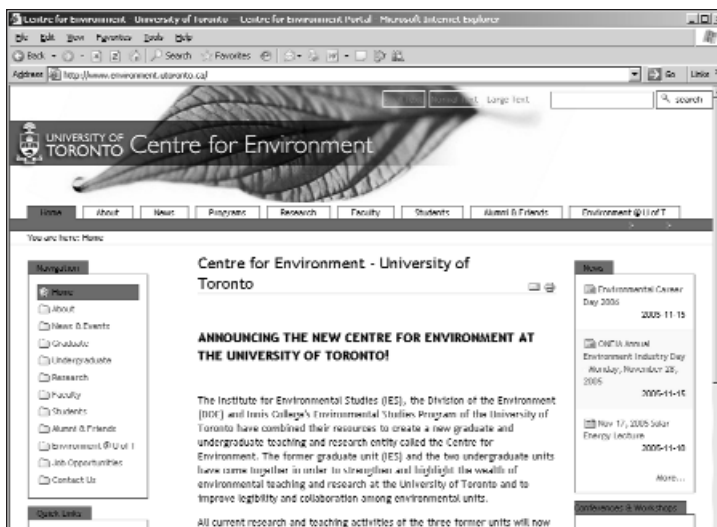 Centre for Environment - University of Toronto — Centre for Environment Portal - Microsoft Internet Explorer
File Edit View Favorites Tools Help
Back Search Favorites
Address http://www.environment.utoronto.ca/ Go Links
Normal Text Large Text search
UNIVERSITY OF
TORONTO Centre for Environment
Home About News Programs Research Faculty Students Alumni & Friends Environment @ U of T
You are here: Home
Navigation
Home
About
News & Events
Graduate
Undergraduate
Research
Faculty
Students
Alumni & Friends
Environment @ U of T
Job Opportunities
Contact Us
Quick Links
Centre for Environment - University of
Toronto
ANNOUNCING THE NEW CENTRE FOR ENVIRONMENT AT
THE UNIVERSITY OF TORONTO!
The Institute for Environmental Studies (IES), the Division of the Environment
(DOE) and Innis College's Environmental Studies Program of the University of
Toronto have combined their resources to create a new graduate and
undergraduate teaching and research entity called the Centre for
Environment. The former graduate unit (IES) and the two undergraduate units
have come together in order to strengthen and highlight the wealth of
environmental teaching and research at the University of Toronto and to
improve legibility and collaboration among environmental units.
All current research and teaching activities of the three former units will now
News
Environmental Career
Day 2006
2005-11-15
ONEIA Annual
Environment Industry Day
- Monday, November 28,
2005
2005-11-15
Nov 17, 2005 Solar
Energy Lecture
2005-11-10
More...
Conferences & Workshops